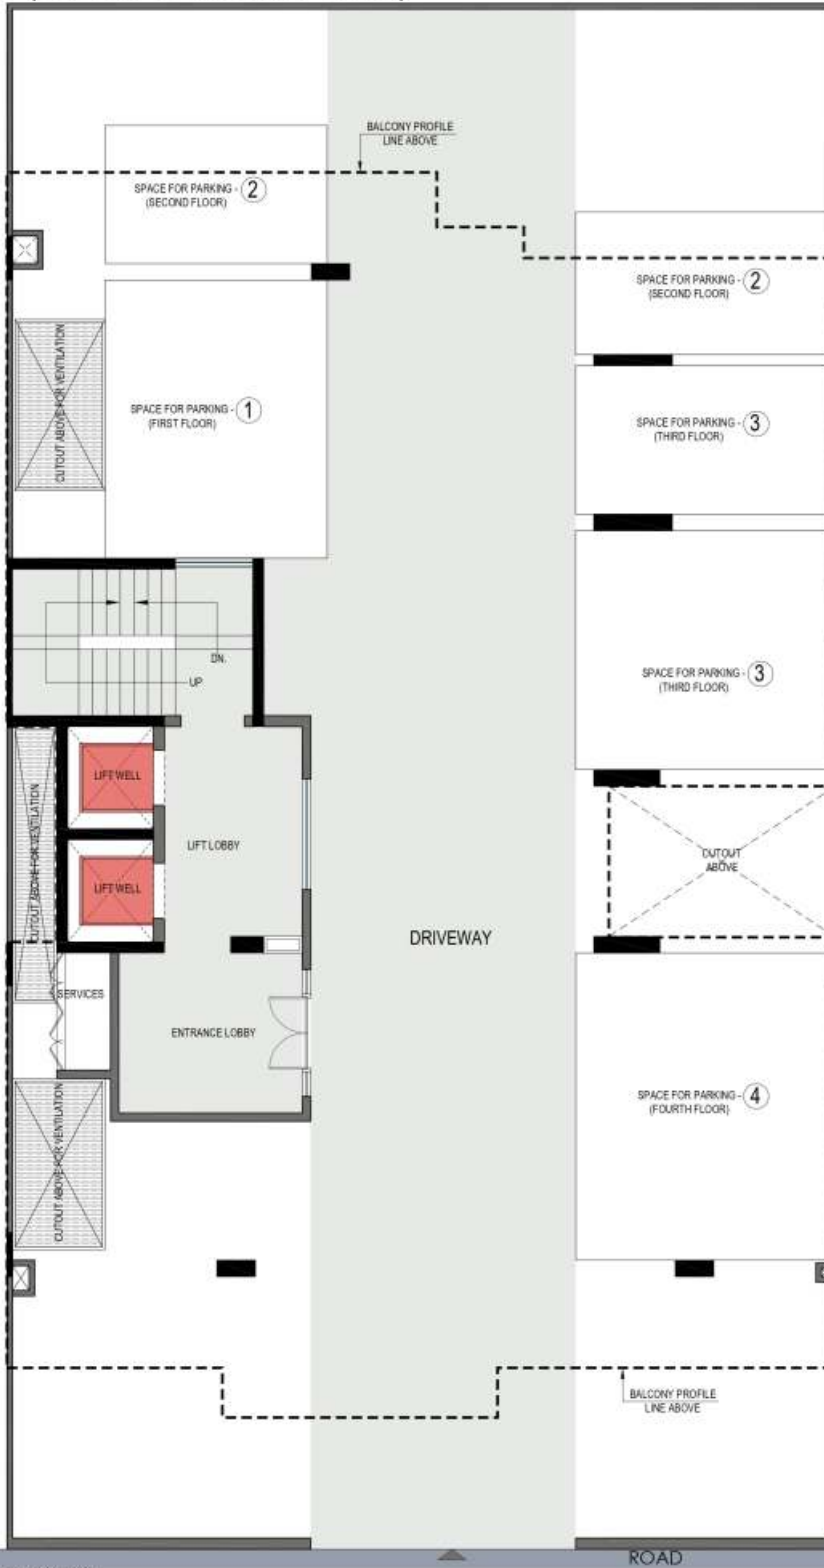 BALCONY PROFILE
LINE ABOVE
SPACE FOR PARKING - 2
(SECOND FLOOR)
SPACE FOR PARKING - 2
(SECOND FLOOR)
CUTOUT ABOVE FOR VENTILATION
SPACE FOR PARKING - 1
(FIRST FLOOR)
SPACE FOR PARKING - 3
(THIRD FLOOR)
DN.
UP
SPACE FOR PARKING - 3
(THIRD FLOOR)
LIFT WELL
CUTOUT ABOVE FOR VENTILATION
LIFT LOBBY
CUTOUT
ABOVE
LIFT WELL
DRIVEWAY
SERVICES
ENTRANCE LOBBY
CUTOUT ABOVE FOR VENTILATION
SPACE FOR PARKING - 4
(FOURTH FLOOR)
BALCONY PROFILE
LINE ABOVE
ROAD